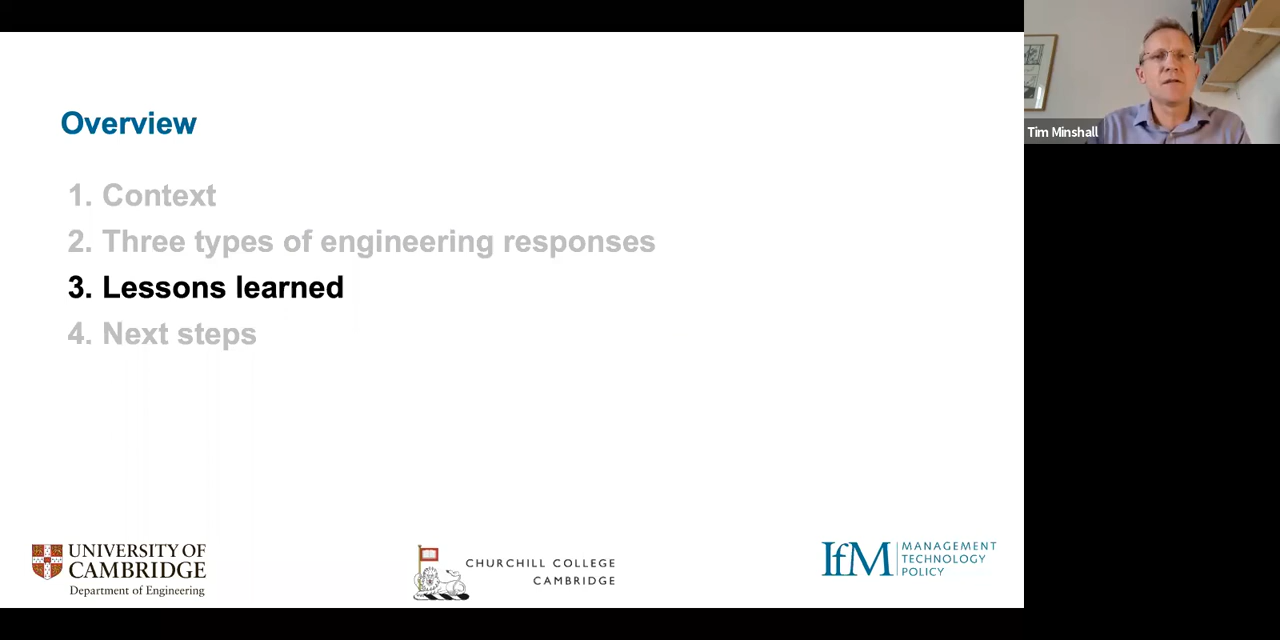 Overview
1. Context
2. Three types of engineering responses
3. Lessons learned
4. Next steps
UNIVERSITY OF
CAMBRIDGE
Department of Engineering
CHURCHILL COLLEGE
CAMBRIDGE
IfM
MANAGEMENT
TECHNOLOGY
POLICY
Tim Minshall